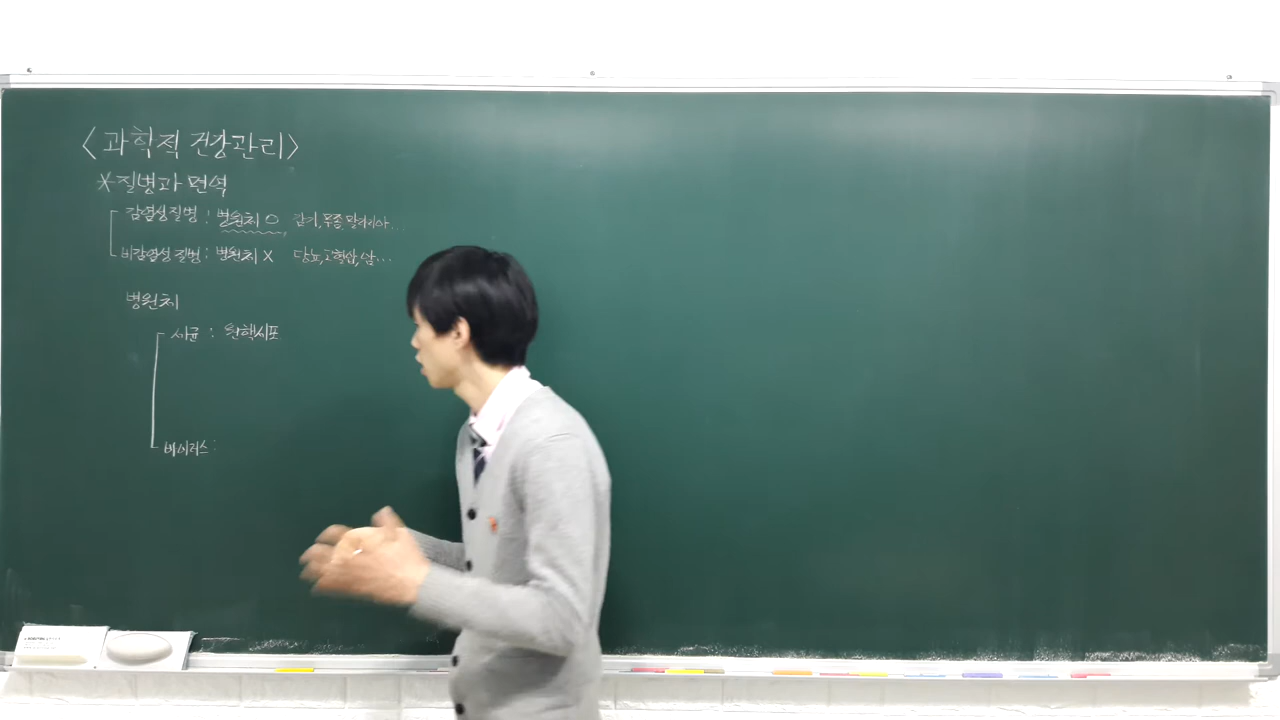 <과학적 건강관리>
*질병과 면역
감염성질병 : 병원체 ○, 감기, 무좀, 말라리아...
비감염성 질병 : 병원체 X 당뇨, 고혈압, 암...
병원체
세균 : 원핵세포
바이러스 :